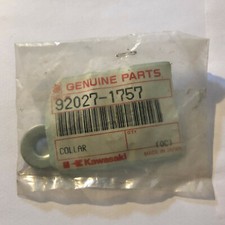 GENUINE PARTS
92027-1757
Kawasaki
COLLAR